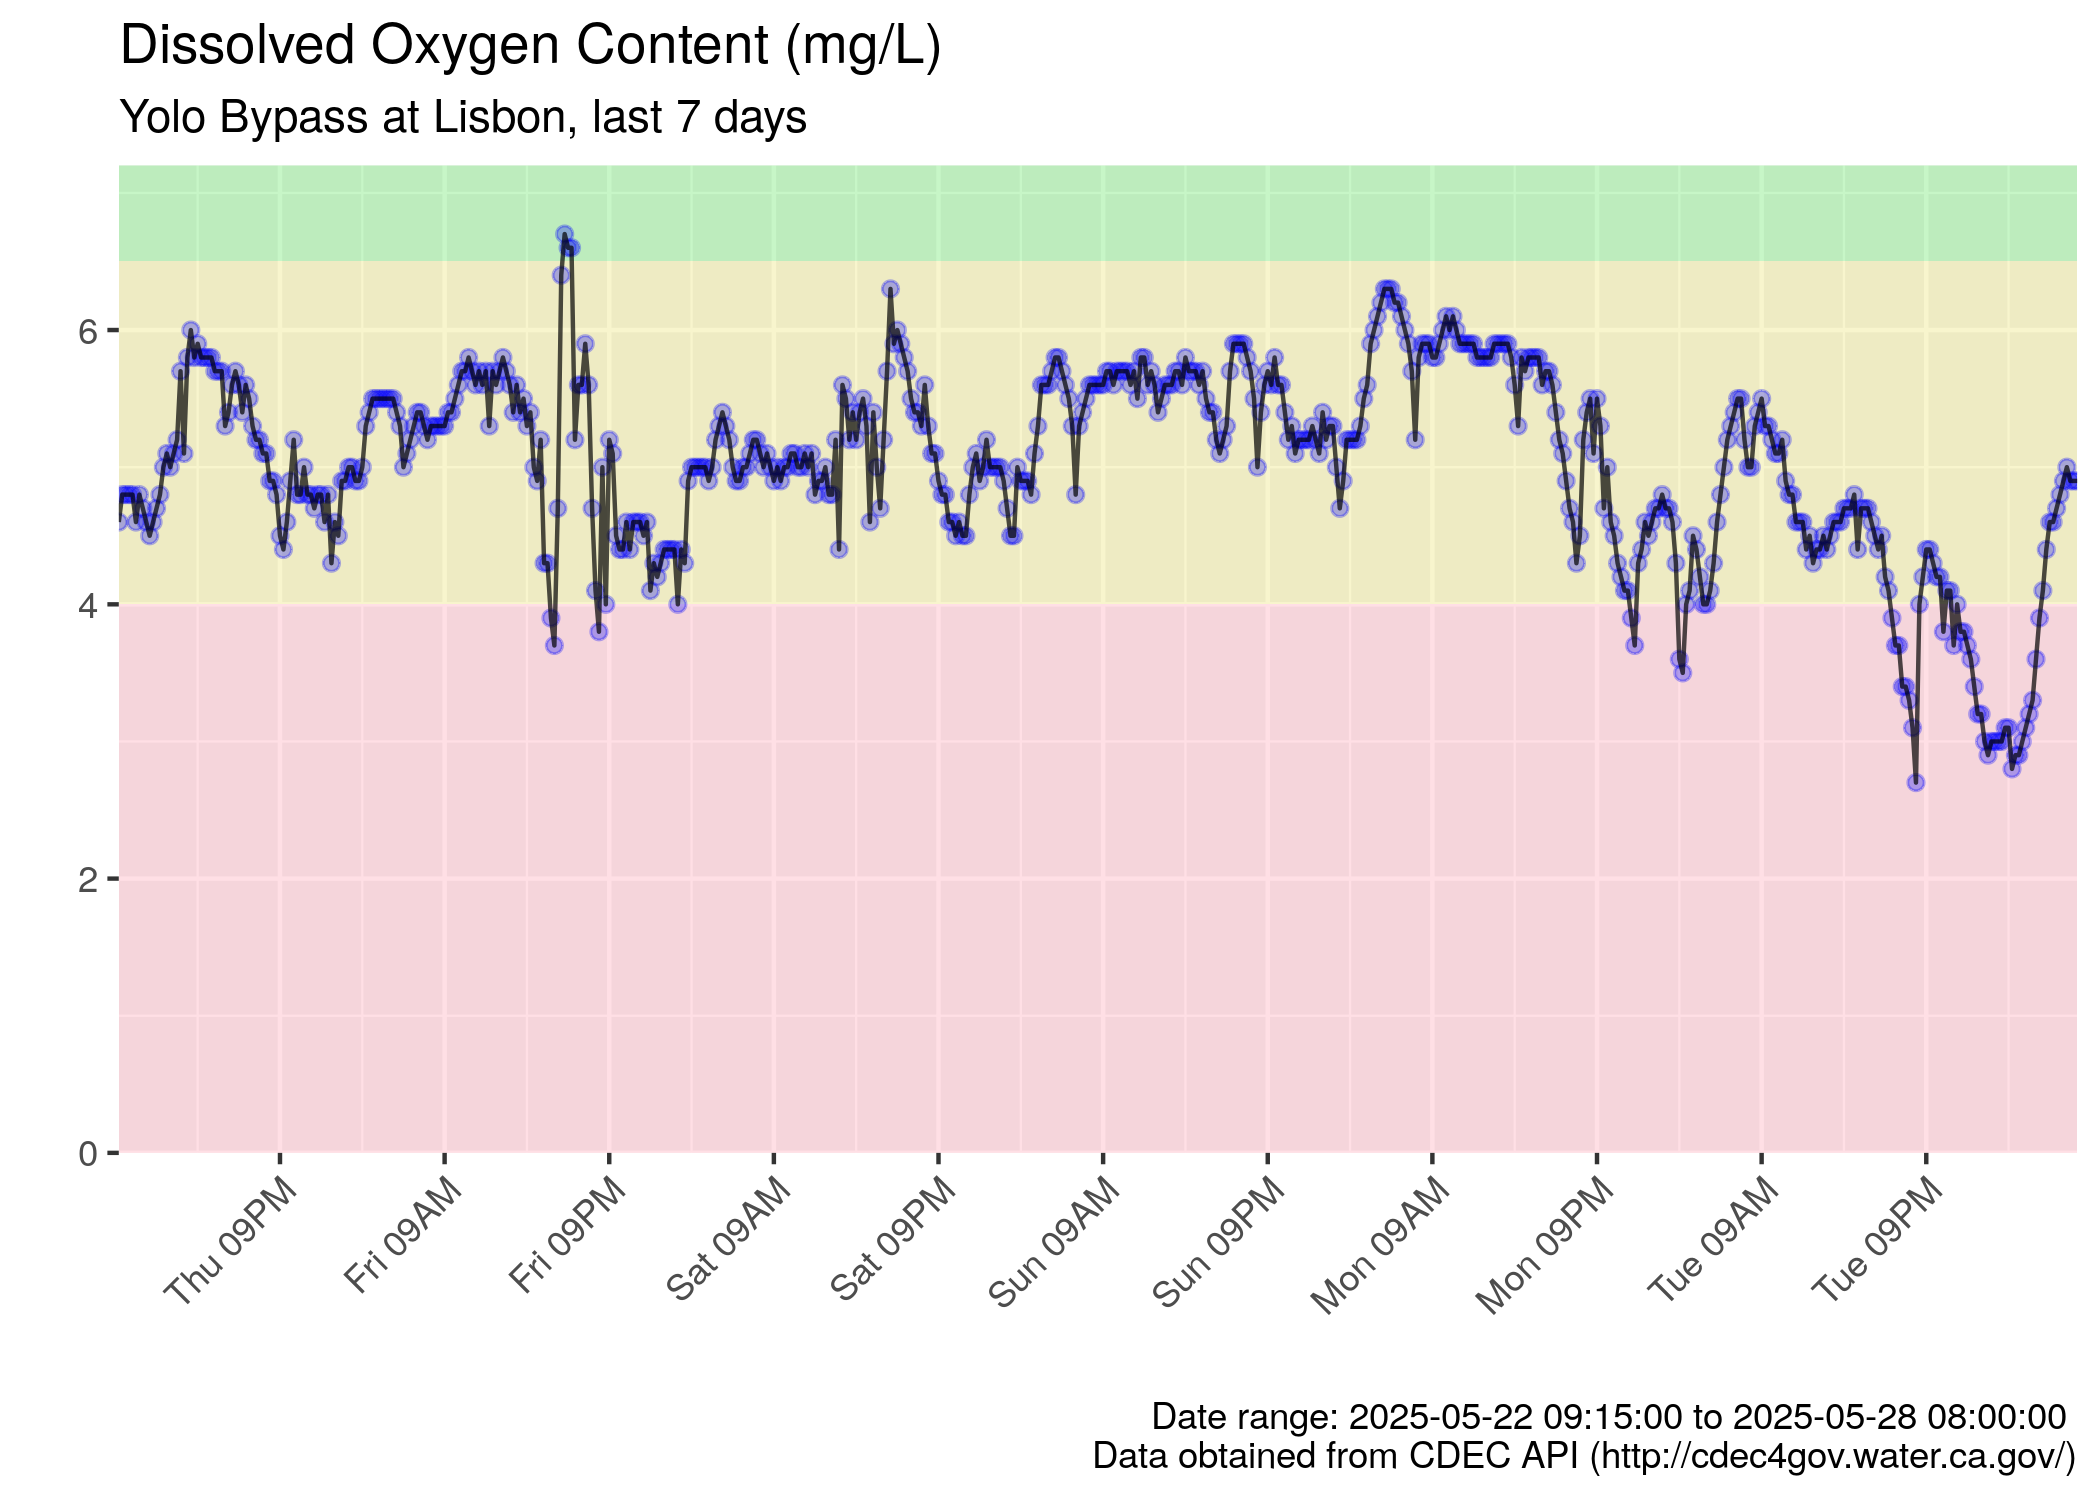 Dissolved Oxygen Content (mg/L)
Yolo Bypass at Lisbon, last 7 days
6
4
2
0
Thu 09PM
Fri 09AM
Fri 09PM
Sat 09AM
Sat 09PM
Sun 09AM
Sun 09PM
Mon 09AM
Mon 09PM
Tue 09AM
Tue 09PM
Date range: 2025-05-22 09:15:00 to 2025-05-28 08:00:00
Data obtained from CDEC API (http://cdec4gov.water.ca.gov/)